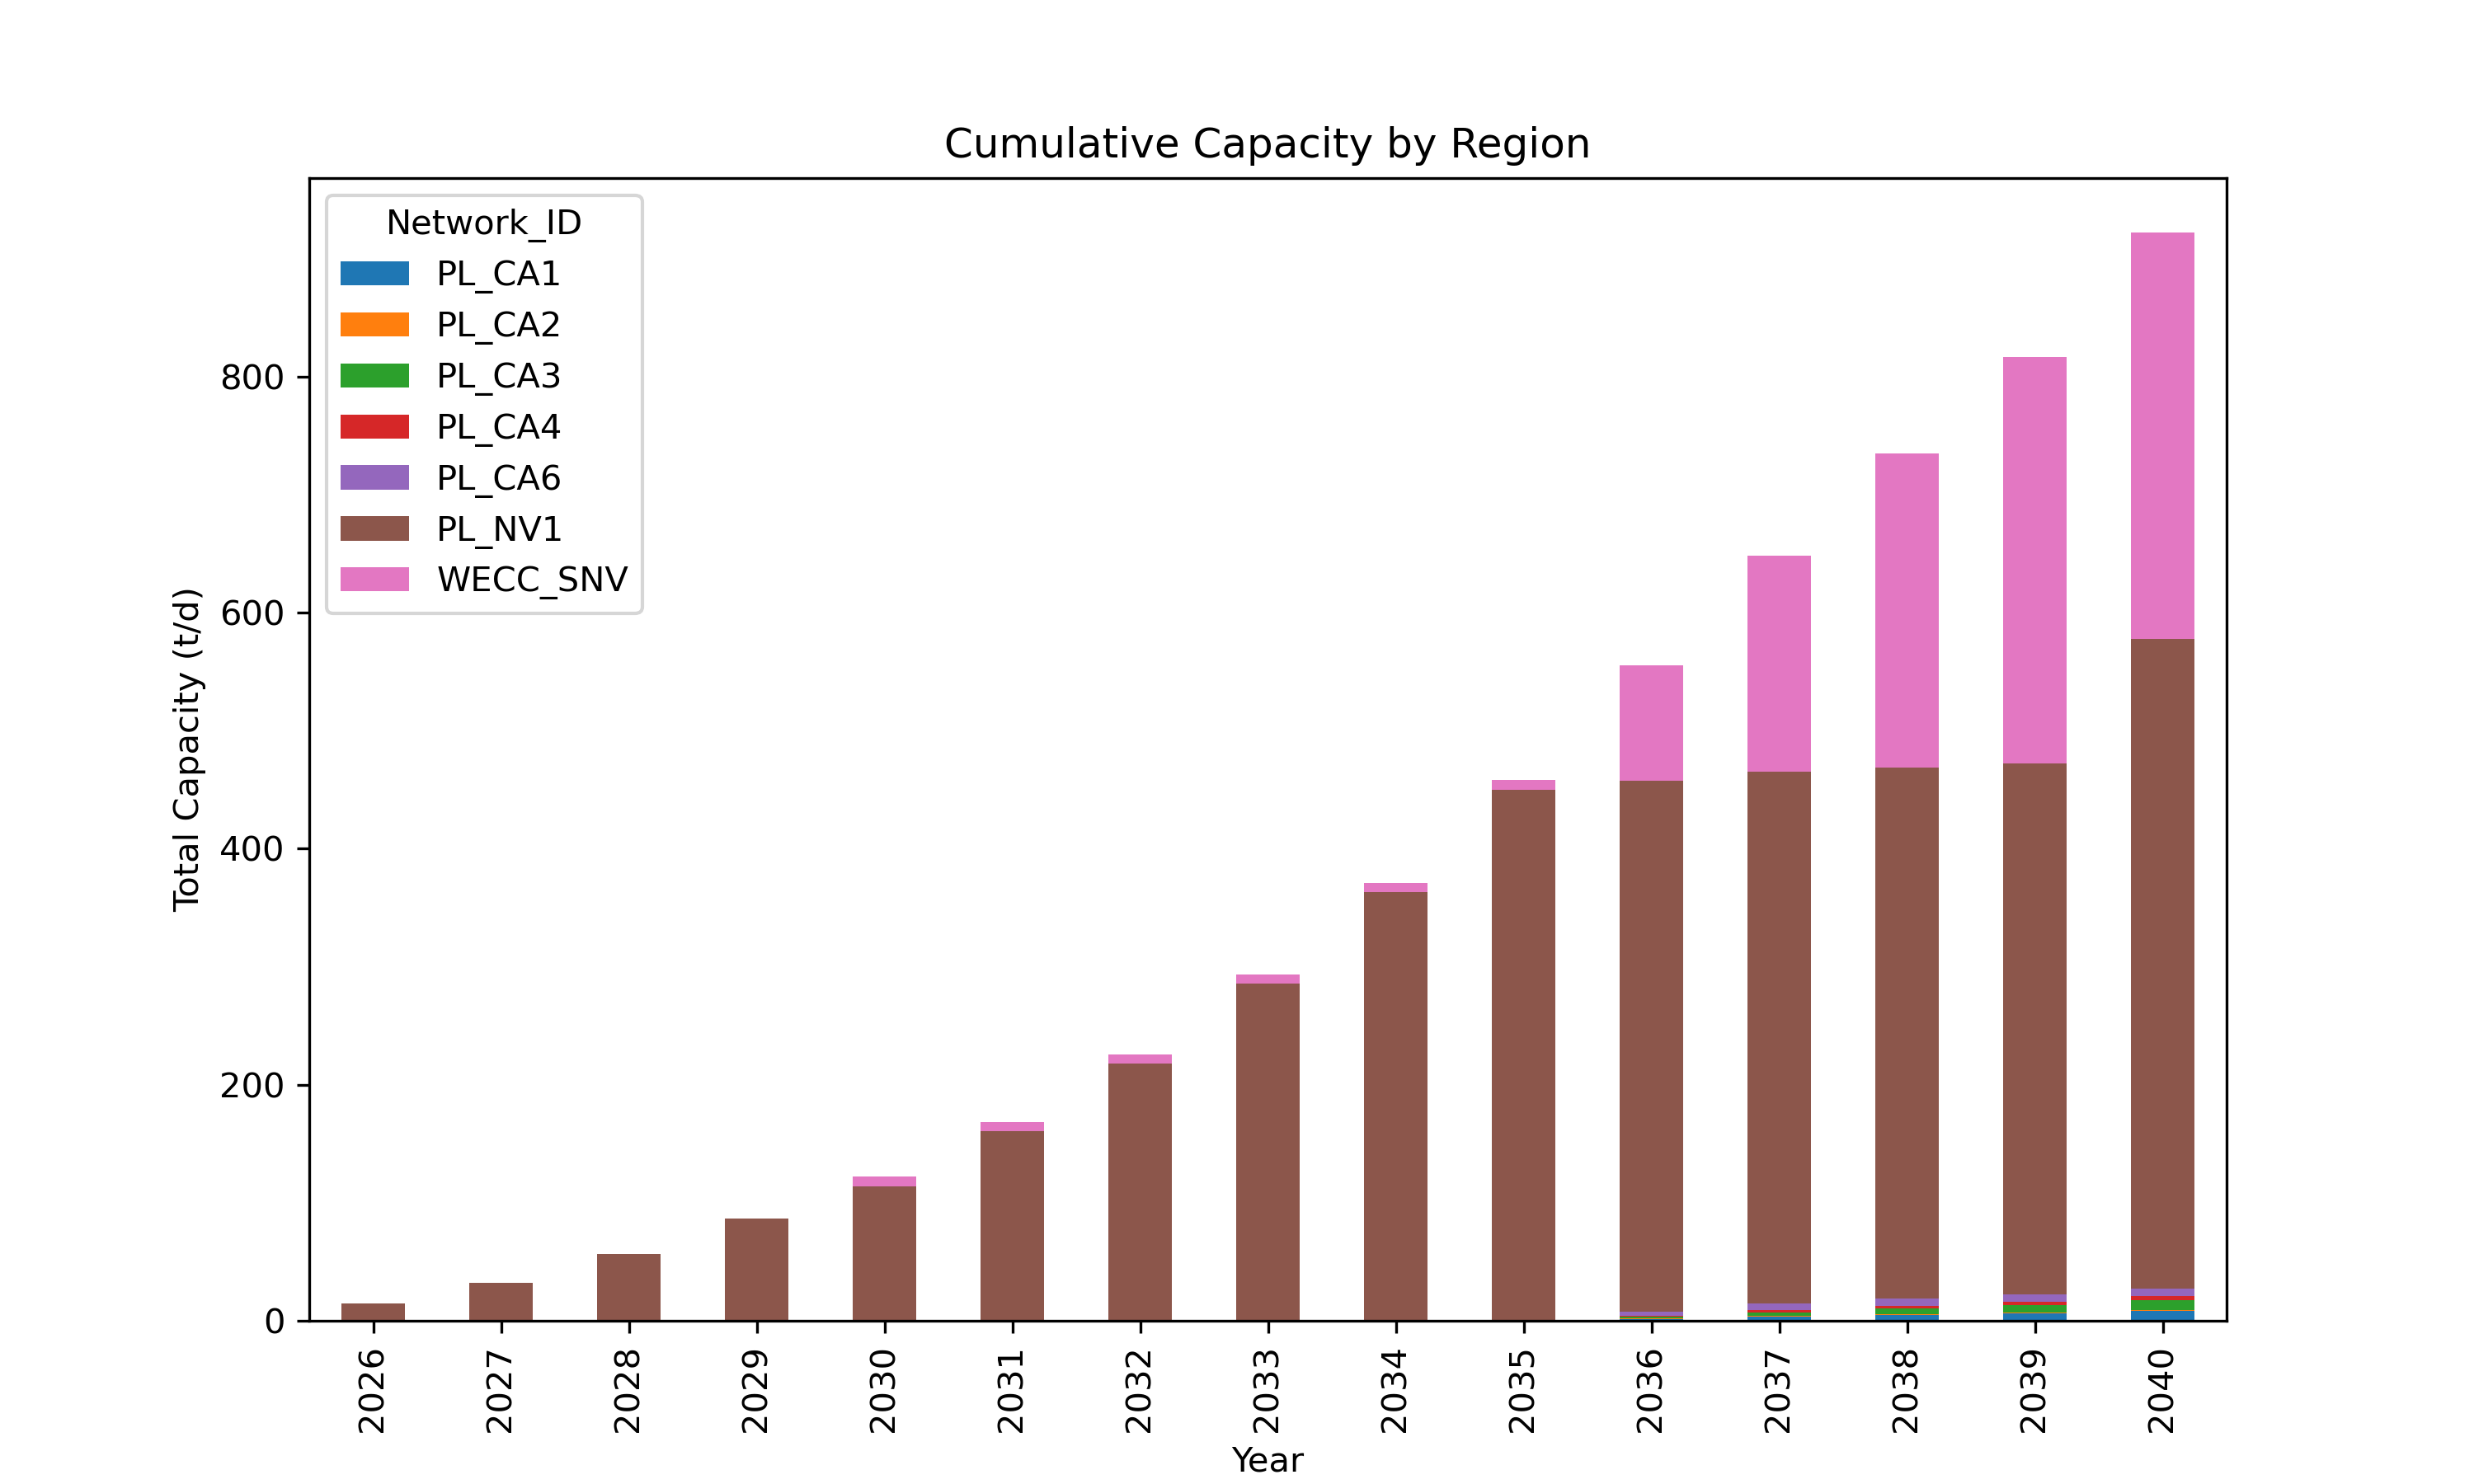 Cumulative Capacity by Region
Network_ID
PL_CA1
PL_CA2
PL_CA3
PL_CA4
PL_CA6
PL_NV1
WECC_SNV
Total Capacity (t/d)
800
600
400
200
0
2026
2027
2028
2029
2030
2031
2032
2033
2034
2035
2036
2037
2038
2039
2040
Year